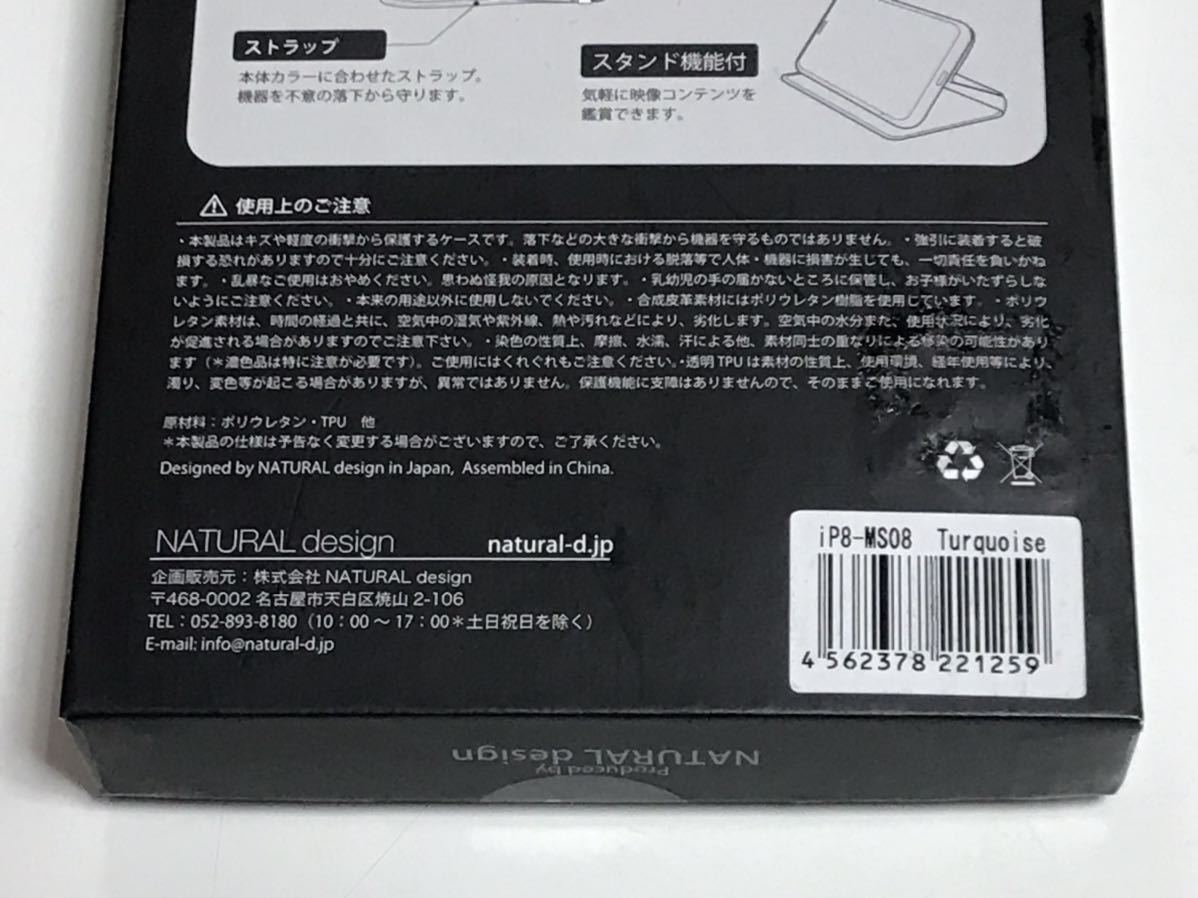 ストラップ
本体カラーに合わせたストラップ。
機器を不意の落下から守ります。
スタンド機能付
気軽に映像コンテンツを
鑑賞できます。
使用上のご注意
・本製品はキズや軽度の衝撃から保護するケースです。落下などの大きな衝撃から機器を守るものではありません。・強引に装着すると破
損する恐れがありますので十分にご注意ください。・装着時、使用時における脱落等で人体・機器に損害が生じても、一切責任を負いかね
ます。・乱暴なご使用はおやめください。思わぬ怪我の原因となります。・乳幼児の手の届かないところに保管し、お子様がいたずらしな
いようにご注意ください。・本来の用途以外に使用しないでください。・合成皮革素材にはポリウレタン樹脂を使用しています。・ポリウ
レタン素材は、時間の経過と共に、空気中の湿気や紫外線、熱や汚れなどにより、劣化します。空気中の水分また、使用状況により、劣化
が促進される場合がありますのでご注意下さい。・染色の性質上、摩擦、水濡、汗による他、素材同士の重なりによる移染の可能性があり
ます（＊濃色品は特に注意が必要です）。ご使用にはくれぐれもご注意ください。・透明TPUは素材の性質上、使用環境、経年使用等により、
濁り、変色等が起こる場合がありますが、異常ではありません。保護機能に支障はありませんので、そのままご使用になれます。
原材料：ポリウレタン・TPU 他
＊本製品の仕様は予告なく変更する場合がございますので、ご了承ください。
Designed by NATURAL design in Japan, Assembled in China.
NATURAL design natural-d.jp
企画販売元：株式会社 NATURAL design
〒468-0002 名古屋市天白区焼山 2-106
TEL: 052-893-8180（10：00～17：00＊土日祝日を除く）
E-mail: info@natural-d.jp
iP8-MS08 Turquoise
4 562378 221259
Produced by
NATURAL design